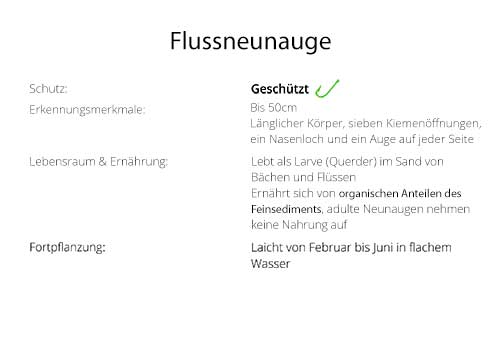 Flussneunauge
Schutz:
Geschützt
Erkennungsmerkmale:
Bis 50cm
Länglicher Körper, sieben Kiemenöffnungen,
ein Nasenloch und ein Auge auf jeder Seite
Lebensraum & Ernährung:
Lebt als Larve (Querder) im Sand von
Bächen und Flüssen
Ernährt sich von organischen Anteilen des
Feinsediments, adulte Neunaugen nehmen
keine Nahrung auf
Fortpflanzung:
Laicht von Februar bis Juni in flachem
Wasser